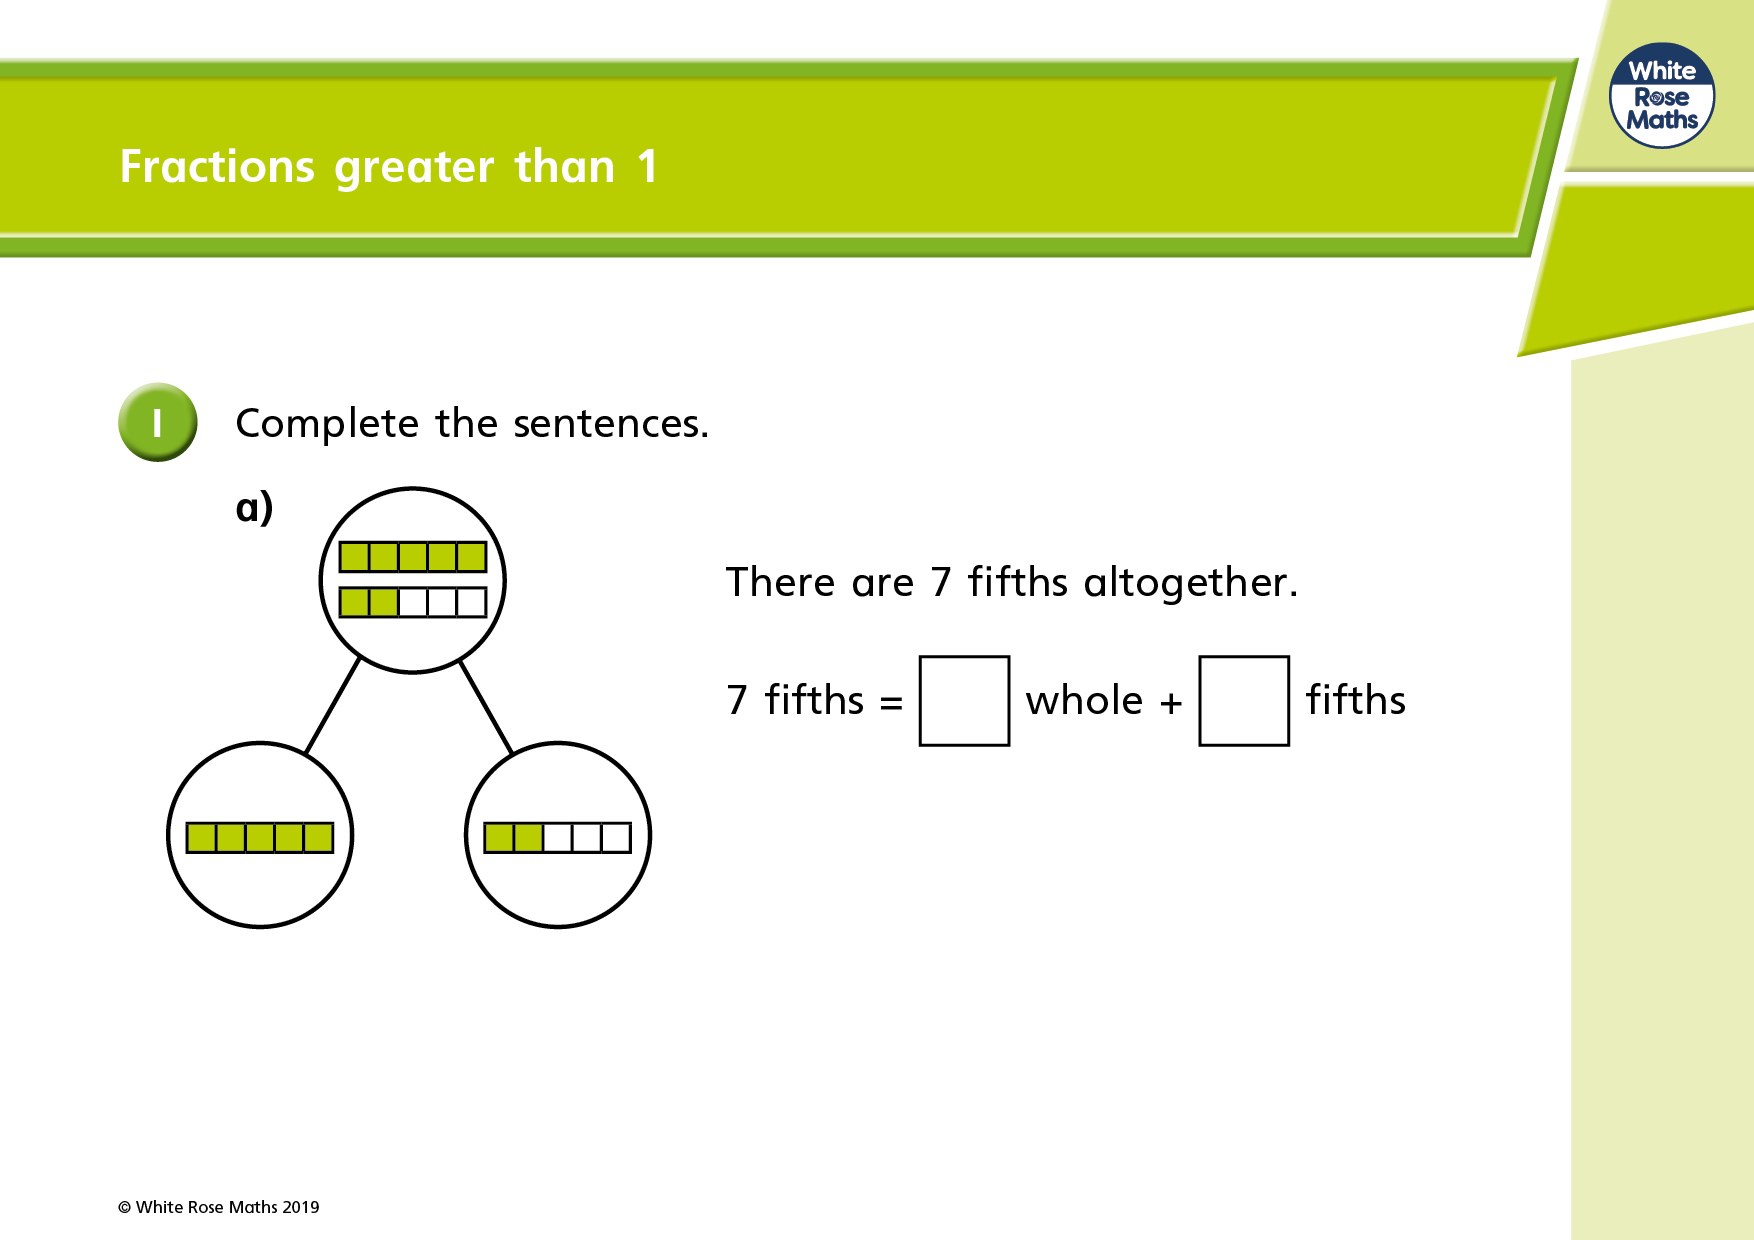 White
Rose
Maths
Fractions greater than 1
1 Complete the sentences.
a)
There are 7 fifths altogether.
7 fifths = whole + fifths
© White Rose Maths 2019